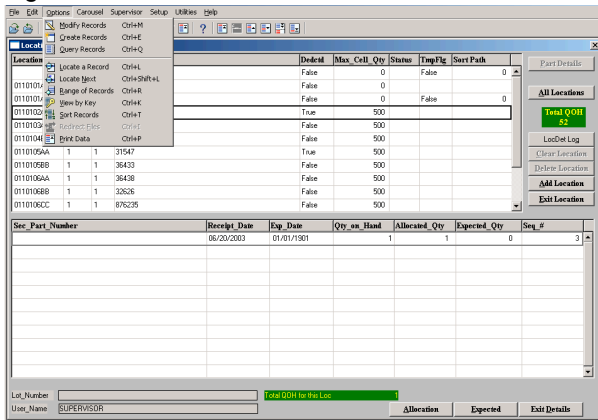 File Edit Options Carousel Supervisor Setup Utilities Help
Modify Records Ctrl+M
Create Records Ctrl+E
Query Records Ctrl+Q
Locate a Record Ctrl+L
Locate Next Ctrl+Shift+L
Range of Records Ctrl+R
View by Key Ctrl+K
Sort Records Ctrl+T
Redirect Files Ctrl+I
Print Data Ctrl+P
Locati
Location Dedctd Max_Cell_Qty Status TmpFlg Sort Path
False 0 False 0
0110101 False 0
0110101 False 0 False 0
0110102 True 500
0110103 False 500
0110104 False 500
0110105AA 1 1 31547 True 500
0110105BB 1 1 36433 False 500
0110106AA 1 1 36438 False 500
0110106BB 1 1 32626 False 500
0110106CC 1 1 876235 False 500
Part Details
All Locations
Total QOH
52
LocDet Log
Clear Location
Delete Location
Add Location
Exit Location
Sec_Part_Number Receipt_Date Exp_Date Qty_on_Hand Allocated_Qty Expected_Qty Seq_#
06/20/2003 01/01/1901 1 1 0 3
Lot_Number Total QOH for this Loc 1
User_Name SUPERVISOR Allocation Expected Exit Details